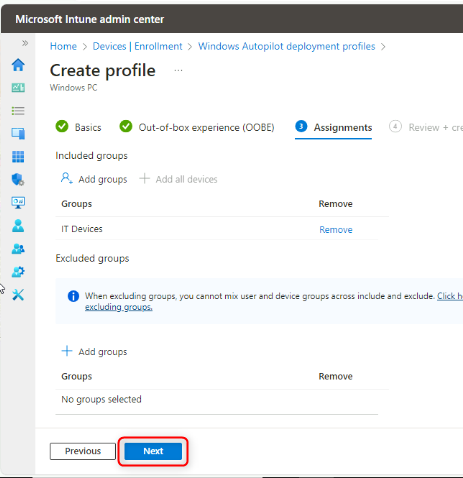 Microsoft Intune admin center
»
Home > Devices | Enrollment > Windows Autopilot deployment profiles >
Create profile ...
Windows PC
Basics
Out-of-box experience (OOBE)
3 Assignments
4 Review + cre
Included groups
Add groups
+ Add all devices
Groups Remove
IT Devices Remove
Excluded groups
When excluding groups, you cannot mix user and device groups across include and exclude. Click he
excluding groups.
+ Add groups
Groups Remove
No groups selected
Previous Next